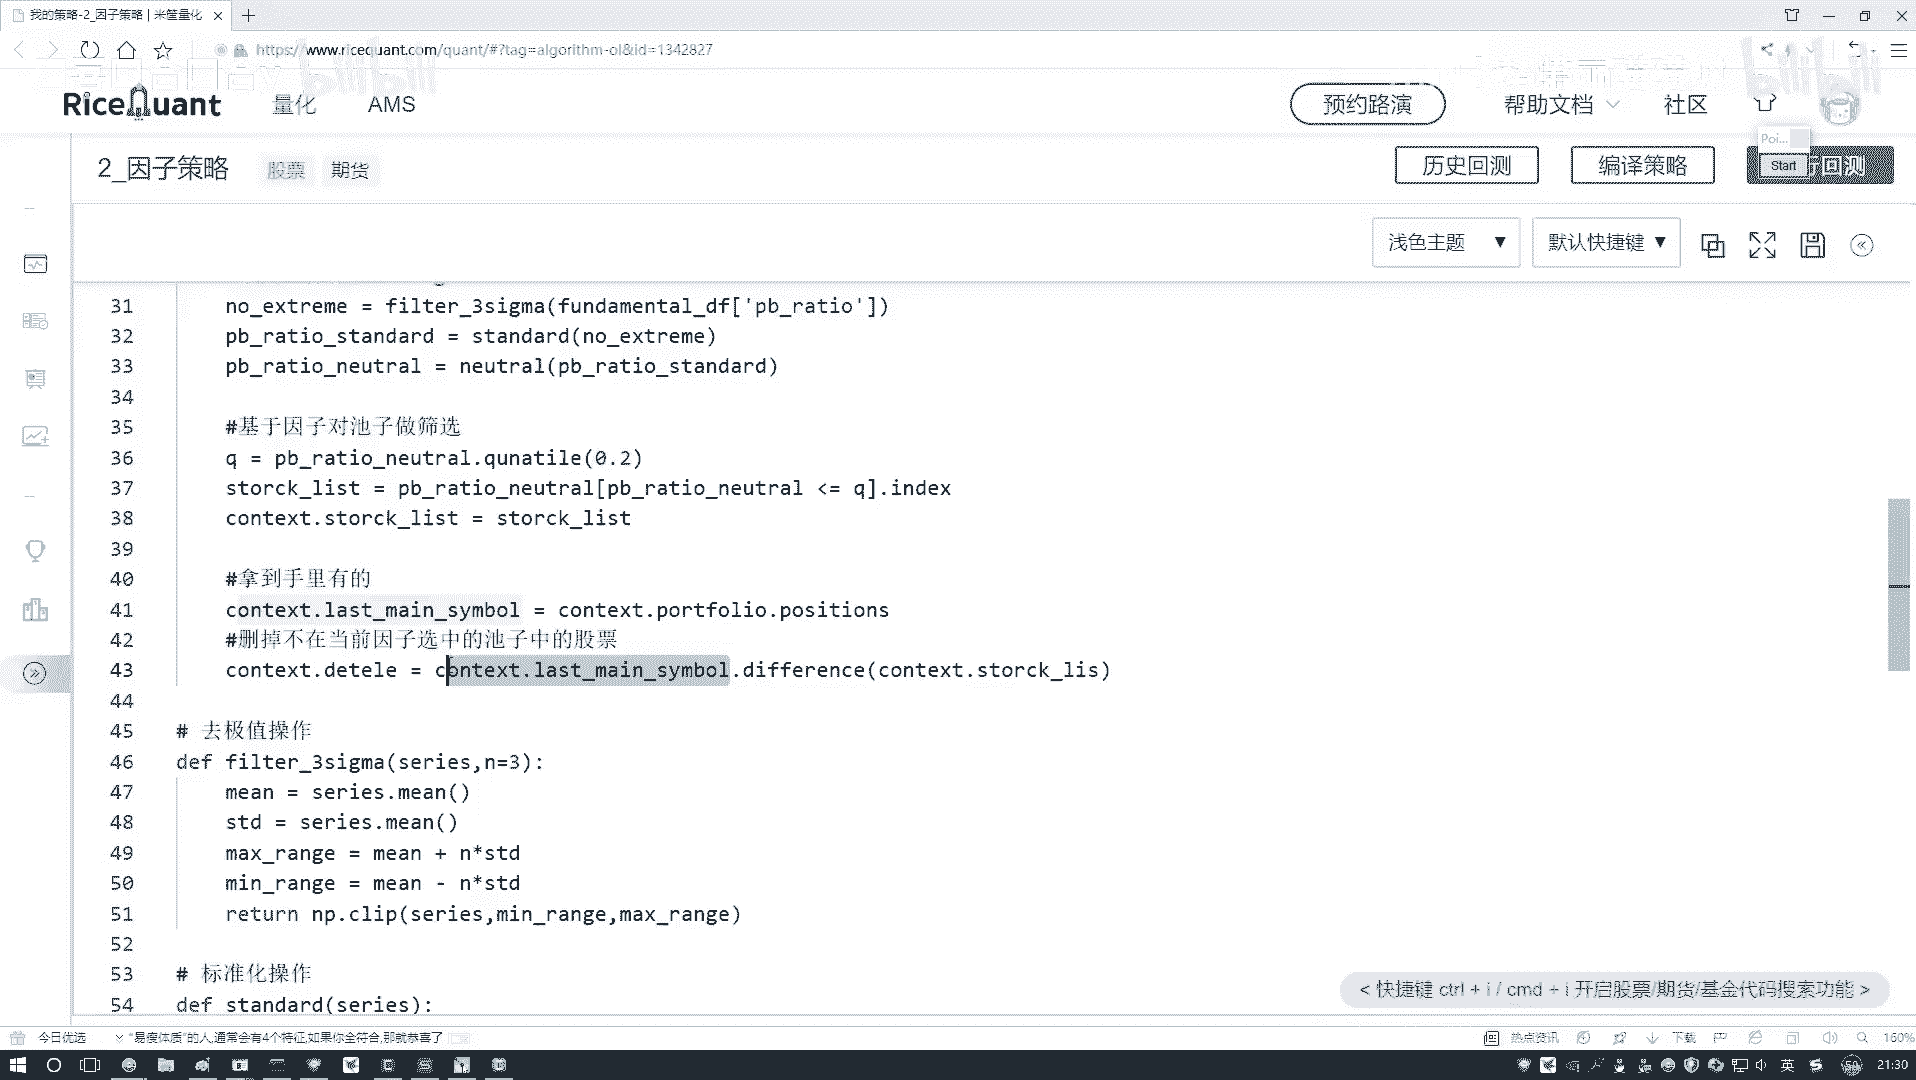 我的策略-2_因子策略 | 米筐量化
https://www.ricequant.com/quant/#?tag=algorithm-ol&id=1342827
bilibili
bilibili
RiceQuant 量化 AMS 预约路演 帮助文档 社区
Poi...
2_因子策略 股票 期货 历史回测 编译策略 Start 回测
浅色主题 ▼ 默认快捷键 ▼
31 no_extreme = filter_3sigma(fundamental_df['pb_ratio'])
32 pb_ratio_standard = standard(no_extreme)
33 pb_ratio_neutral = neutral(pb_ratio_standard)
34
35 #基于因子对池子做筛选
36 q = pb_ratio_neutral.qunatile(0.2)
37 storck_list = pb_ratio_neutral[pb_ratio_neutral <= q].index
38 context.storck_list = storck_list
39
40 #拿到手里有的
41 context.last_main_symbol = context.portfolio.positions
42 #删掉不在当前因子选中的池子中的股票
43 context.detele = context.last_main_symbol.difference(context.storck_lis)
44
45 # 去极值操作
46 def filter_3sigma(series,n=3):
47 mean = series.mean()
48 std = series.mean()
49 max_range = mean + n*std
50 min_range = mean - n*std
51 return np.clip(series,min_range,max_range)
52
53 # 标准化操作
54 def standard(series):
< 快捷键 ctrl + i / cmd + i 开启股票/期货/基金代码搜索功能 >
今日优选 "易瘦体质"的人,通常会有4个特征,如果你全符合,那就恭喜了 热点资讯 下载 160%
英 21:30